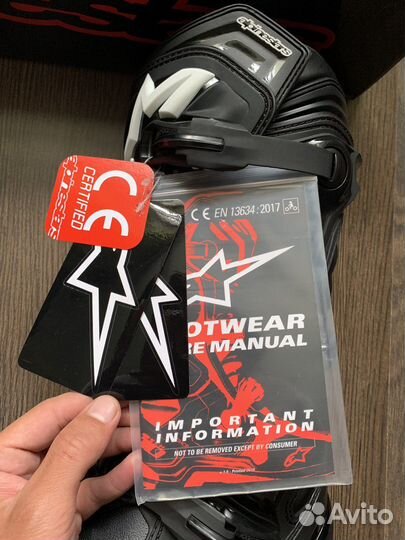 alpinestars
CE
CERTIFIED
alpinestars
CE EN 13634 : 2017
OTWEAR
RE MANUAL
IMPORTANT
INFORMATION
NOT TO BE REMOVED EXCEPT BY CONSUMER
Avito